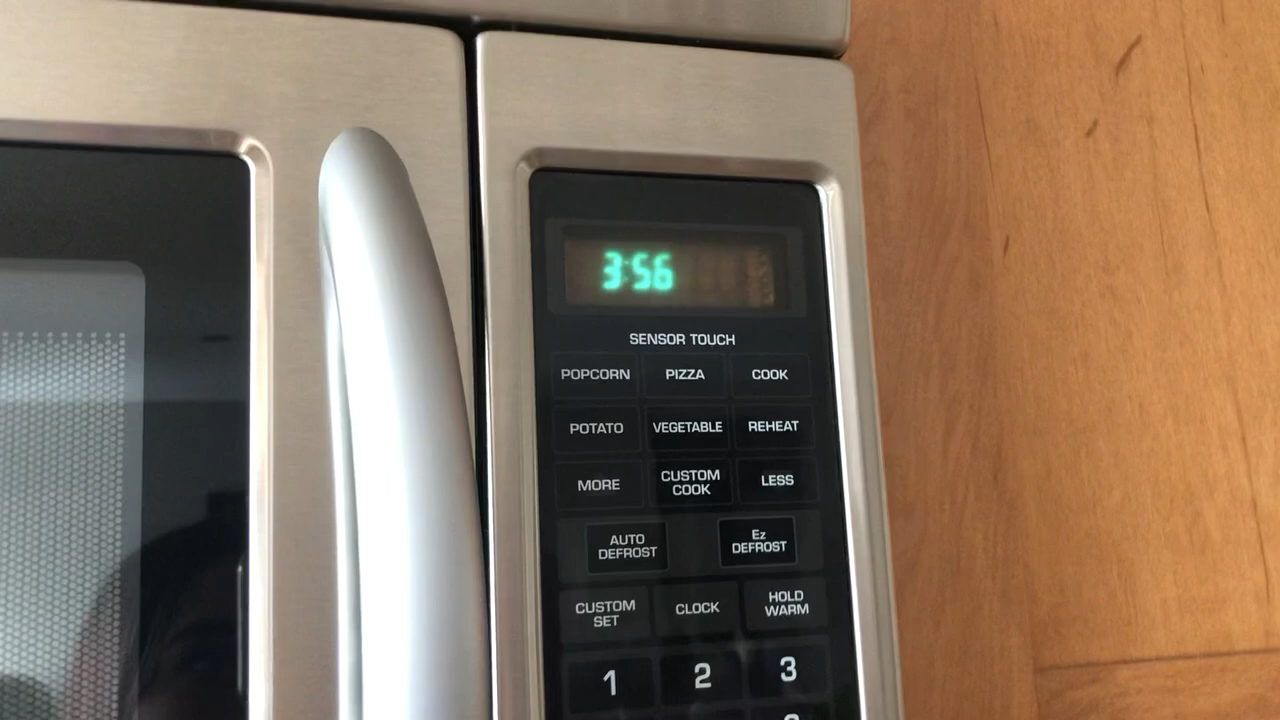 3:56
SENSOR TOUCH
POPCORN PIZZA COOK
POTATO VEGETABLE REHEAT
MORE CUSTOM COOK LESS
AUTO DEFROST Ez DEFROST
CUSTOM SET CLOCK HOLD WARM
1 2 3